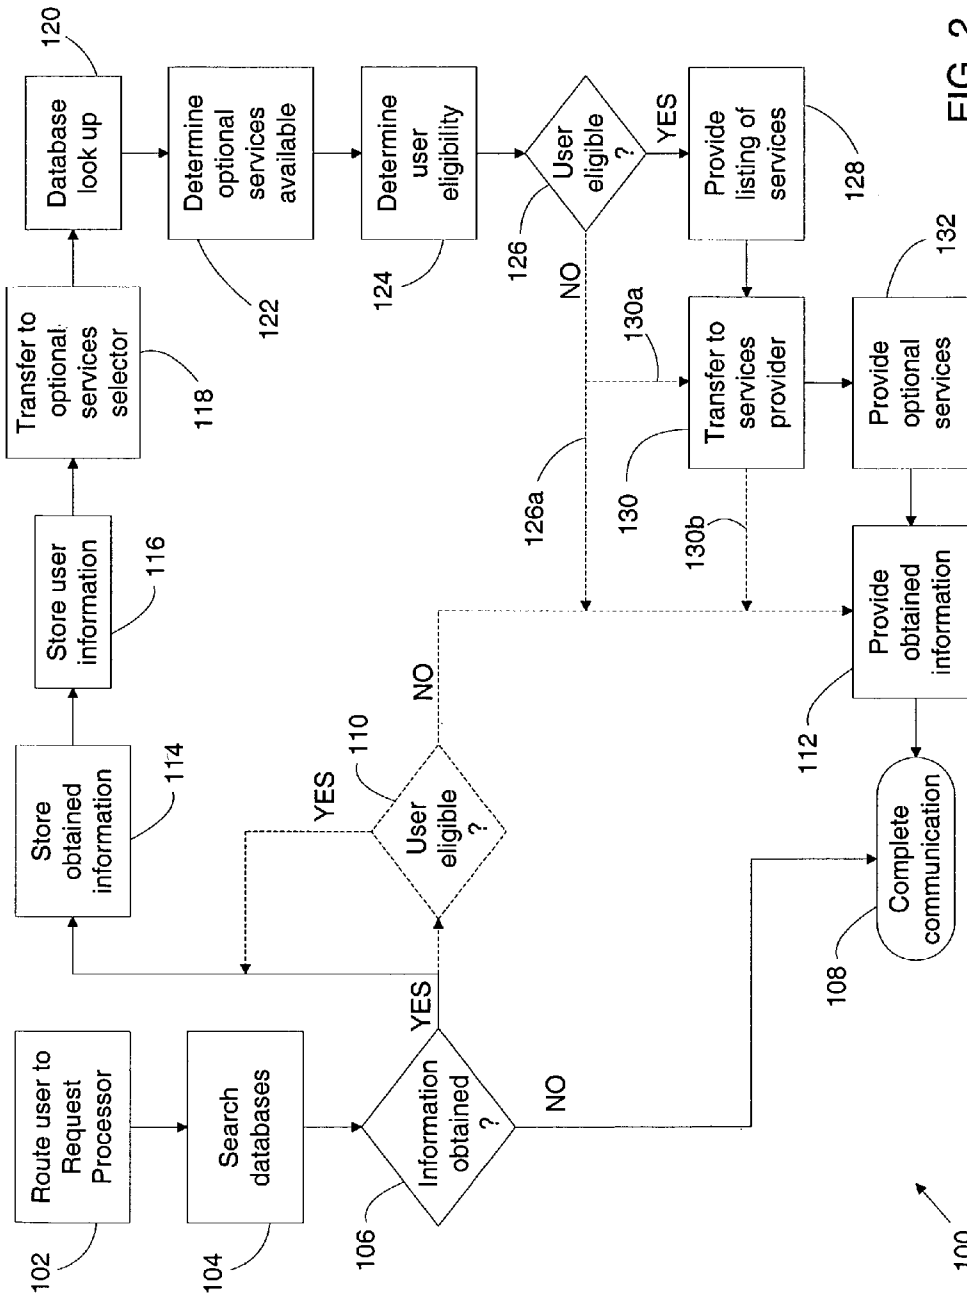 Route user to
Request
Processor
102
Search
databases
104
Information
obtained
?
106
YES
NO
User
eligible
?
110
YES
NO
Store
obtained
information
114
Store user
information
116
Transfer to
optional
services
selector
118
Database
look up
120
Determine
optional
services
available
122
Determine
user
eligibility
124
User
eligible
?
126
NO
126a
YES
Provide
listing of
services
128
Transfer to
services
provider
130
130a
130b
Provide
optional
services
132
Provide
obtained
information
112
Complete
communication
108
100
FIG. 2